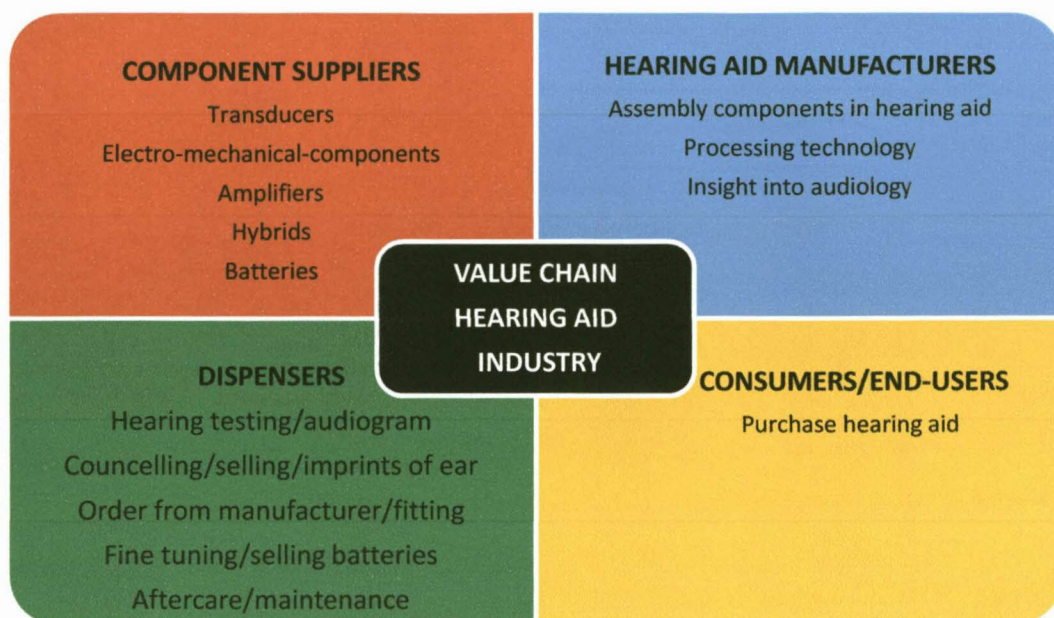 COMPONENT SUPPLIERS
Transducers
Electro-mechanical-components
Amplifiers
Hybrids
Batteries
HEARING AID MANUFACTURERS
Assembly components in hearing aid
Processing technology
Insight into audiology
VALUE CHAIN
HEARING AID
INDUSTRY
DISPENSERS
Hearing testing/audiogram
Councelling/selling/imprints of ear
Order from manufacturer/fitting
Fine tuning/selling batteries
Aftercare/maintenance
CONSUMERS/END-USERS
Purchase hearing aid